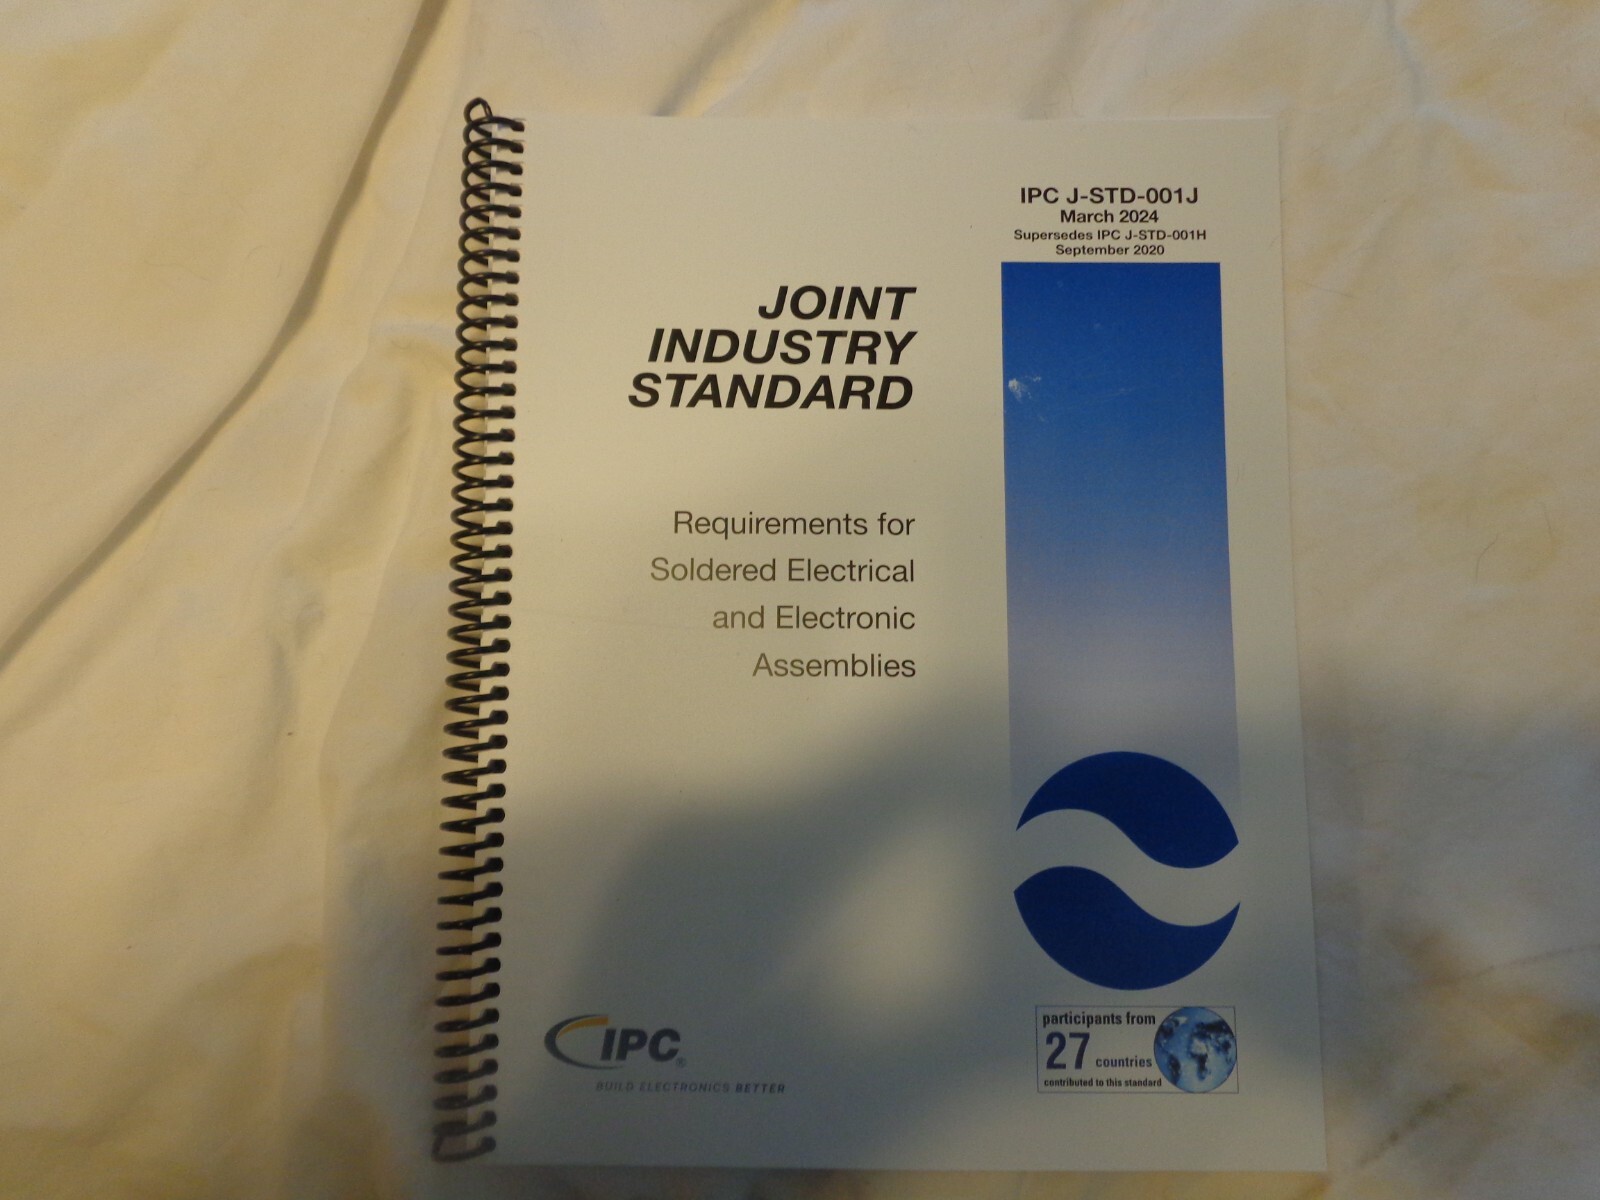 IPC J-STD-001J
March 2024
Supersedes IPC J-STD-001H
September 2020
JOINT
INDUSTRY
STANDARD
Requirements for
Soldered Electrical
and Electronic
Assemblies
IPC®
BUILD ELECTRONICS BETTER
participants from
27 countries
contributed to this standard